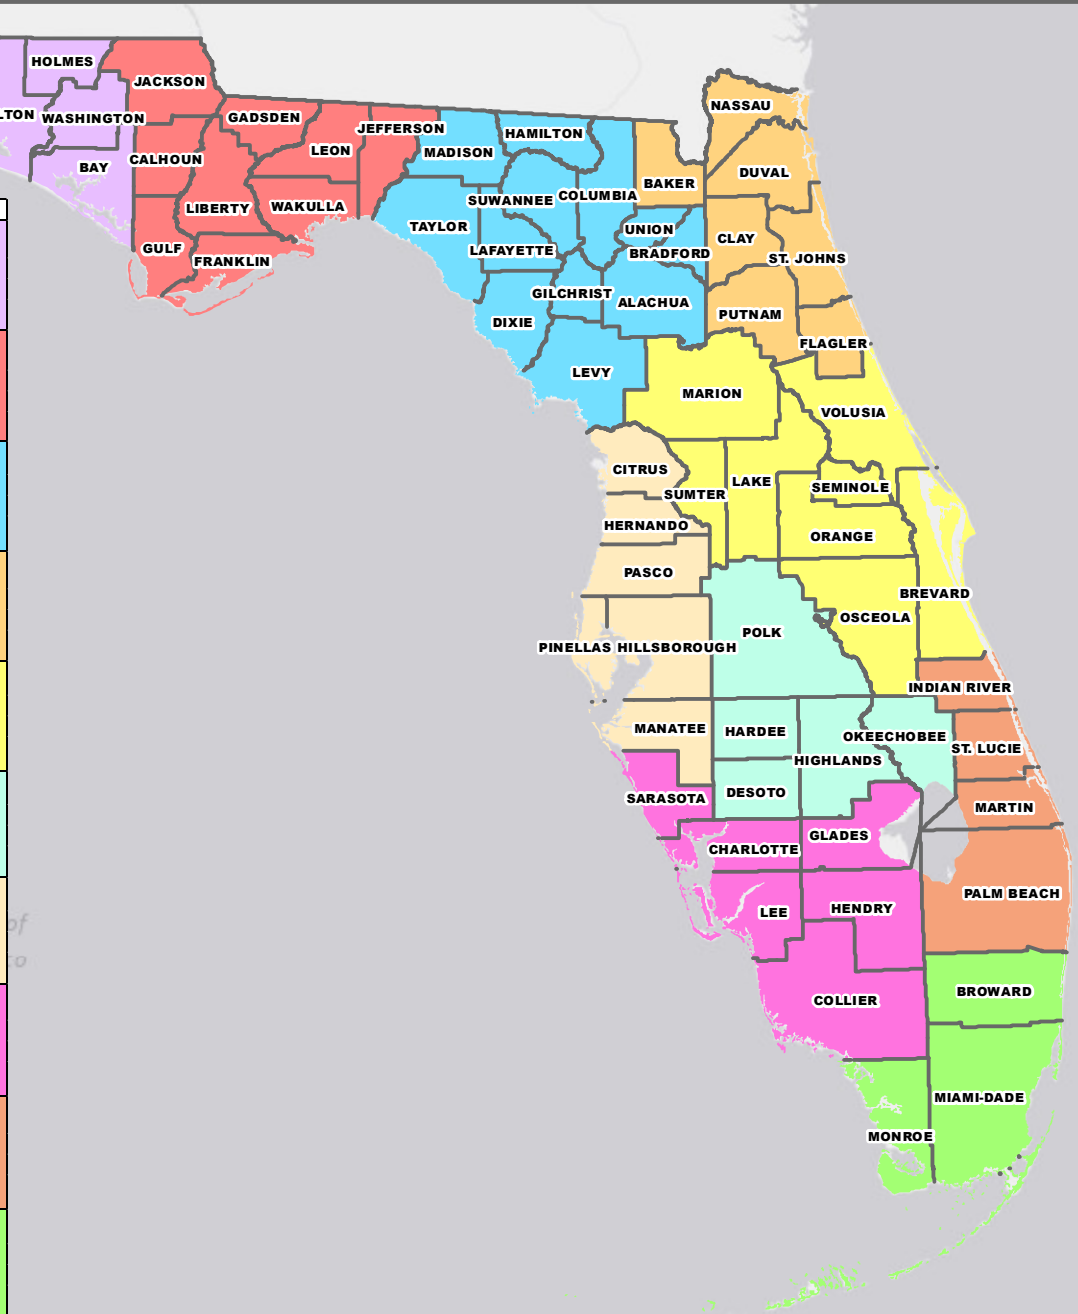 HOLMES
JACKSON
NASSAU
LTON
WASHINGTON
GADSDEN
JEFFERSON
HAMILTON
LEON
MADISON
CALHOUN
BAY
DUVAL
BAKER
SUWANNEE
COLUMBIA
LIBERTY
WAKULLA
TAYLOR
UNION
CLAY
GULF
LAFAYETTE
BRADFORD
ST. JOHNS
FRANKLIN
GILCHRIST
ALACHUA
PUTNAM
DIXIE
FLAGLER
LEVY
MARION
VOLUSIA
CITRUS
LAKE
SEMINOLE
SUMTER
HERNANDO
ORANGE
PASCO
BREVARD
OSCEOLA
POLK
PINELLAS
HILLSBOROUGH
INDIAN RIVER
MANATEE
HARDEE
OKEECHOBEE
ST. LUCIE
HIGHLANDS
DESOTO
SARASOTA
MARTIN
GLADES
CHARLOTTE
PALM BEACH
LEE
HENDRY
of
co
BROWARD
COLLIER
MIAMI-DADE
MONROE